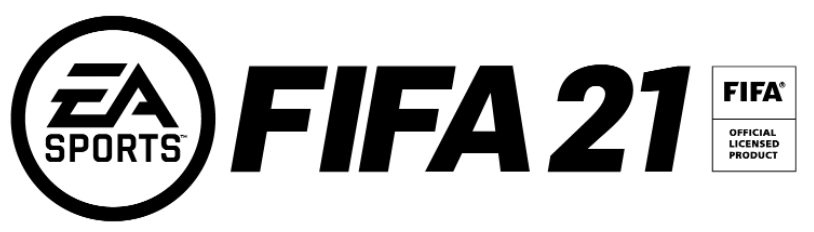 EA
SPORTS™
FIFA 21
FIFA®
OFFICIAL
LICENSED
PRODUCT